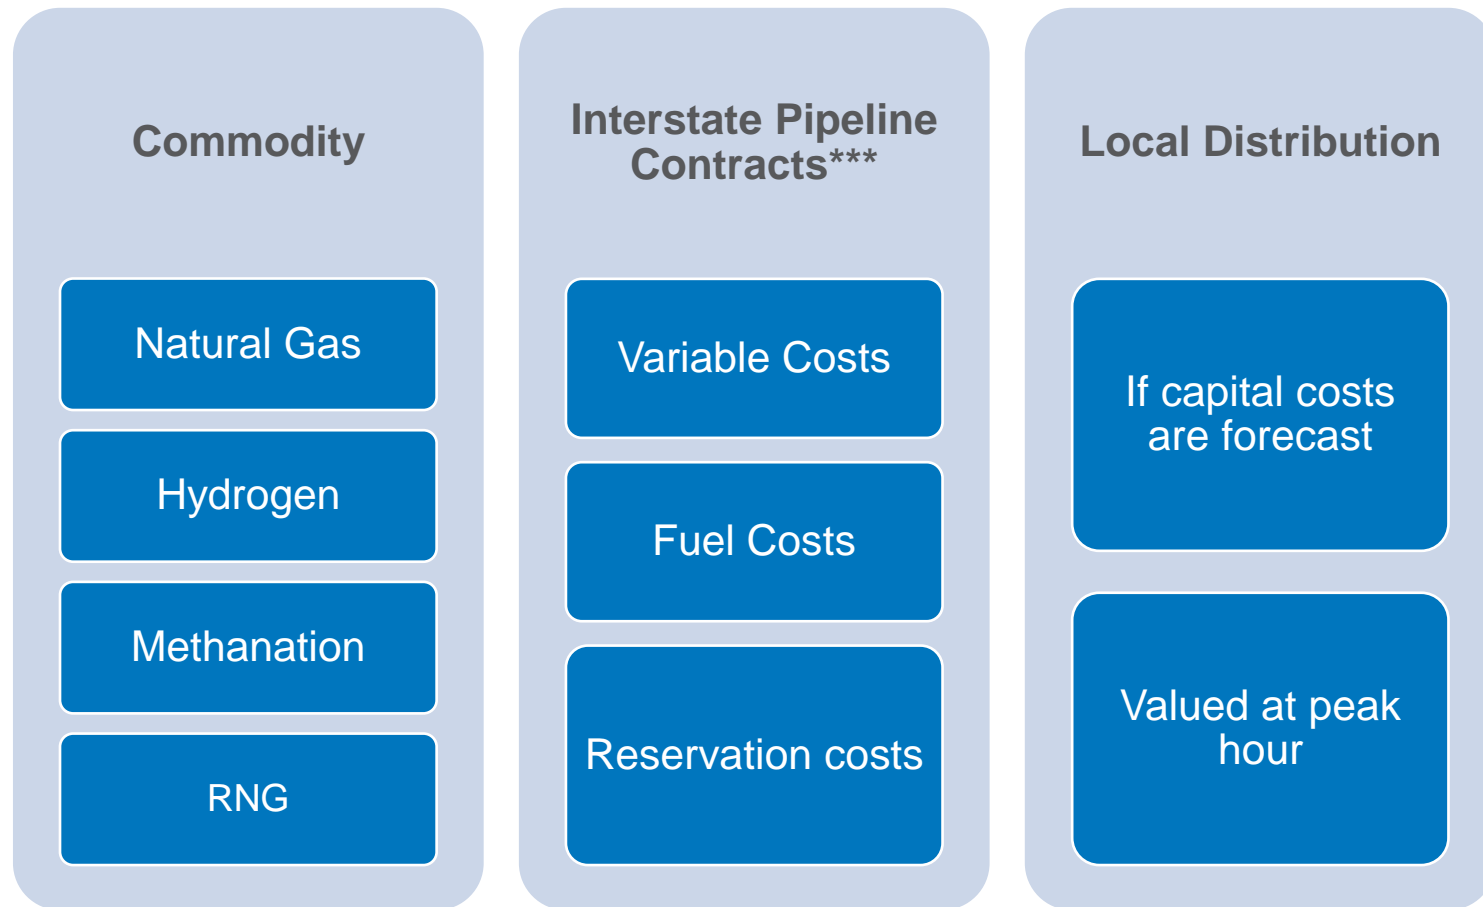 Commodity
Natural Gas
Hydrogen
Methanation
RNG
Interstate Pipeline
Contracts***
Variable Costs
Fuel Costs
Reservation costs
Local Distribution
If capital costs
are forecast
Valued at peak
hour